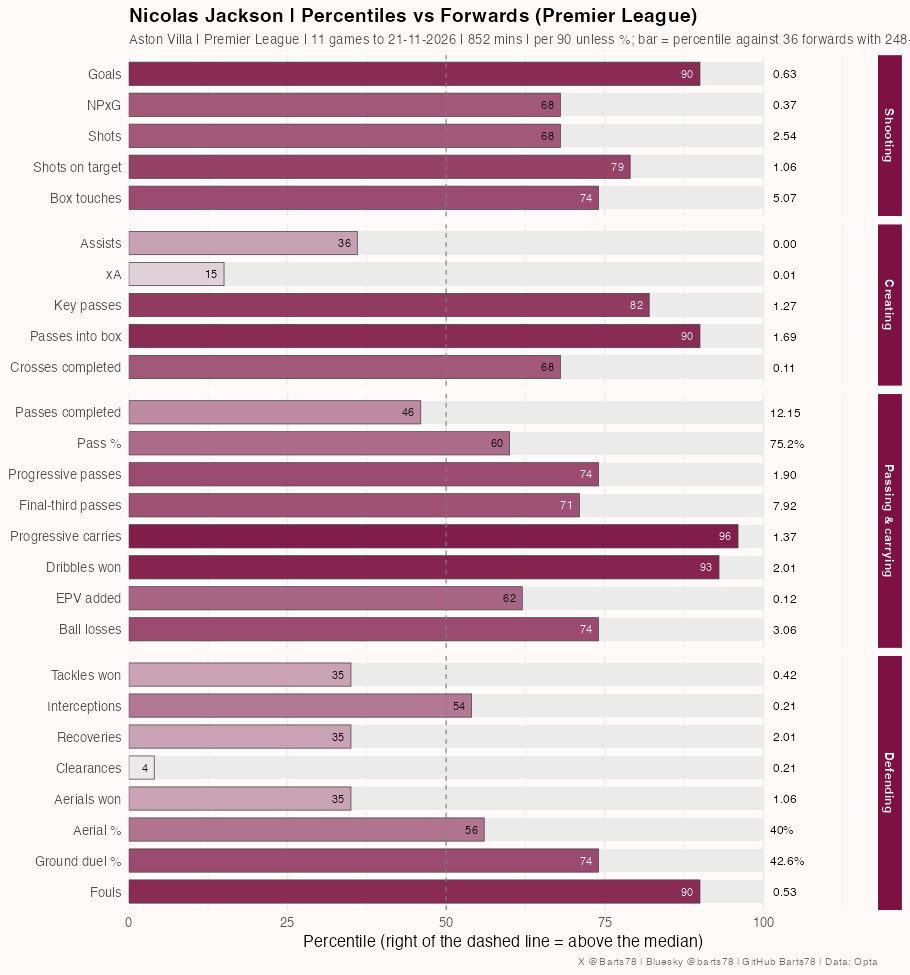 Nicolas Jackson | Percentiles vs Forwards (Premier League)
Aston Villa | Premier League | 11 games to 21-11-2026 | 852 mins | per 90 unless %; bar = percentile against 36 forwards with 248-
Goals 90 0.63
NPxG 68 0.37
Shots 68 2.54
Shots on target 79 1.06
Box touches 74 5.07
Shooting
Assists 36 0.00
xA 15 0.01
Key passes 82 1.27
Passes into box 90 1.69
Crosses completed 68 0.11
Creating
Passes completed 46 12.15
Pass % 60 75.2%
Progressive passes 74 1.90
Final-third passes 71 7.92
Progressive carries 96 1.37
Dribbles won 93 2.01
EPV added 62 0.12
Ball losses 74 3.06
Passing & carrying
Tackles won 35 0.42
Interceptions 54 0.21
Recoveries 35 2.01
Clearances 4 0.21
Aerials won 35 1.06
Aerial % 56 40%
Ground duel % 74 42.6%
Fouls 90 0.53
Defending
0 25 50 75 100
Percentile (right of the dashed line = above the median)
X @Barts78 | Bluesky @barts78 | GitHub Barts78 | Data: Opta